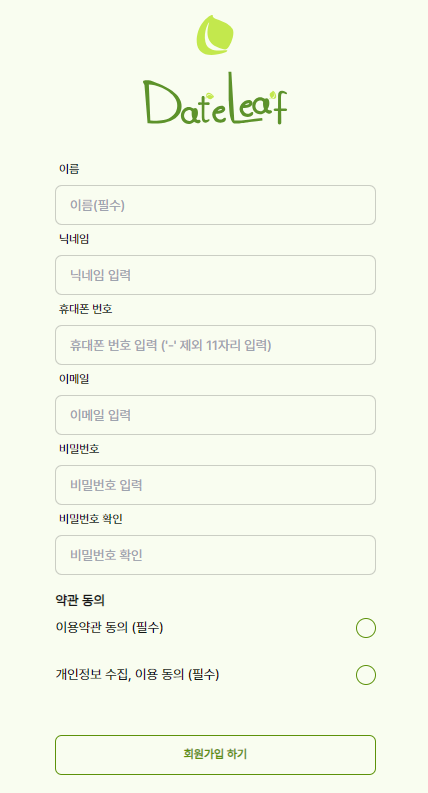 DateLeaf
이름
이름(필수)
닉네임
닉네임 입력
휴대폰 번호
휴대폰 번호 입력 ('-' 제외 11자리 입력)
이메일
이메일 입력
비밀번호
비밀번호 입력
비밀번호 확인
비밀번호 확인
약관 동의
이용약관 동의 (필수)
개인정보 수집, 이용 동의 (필수)
회원가입 하기